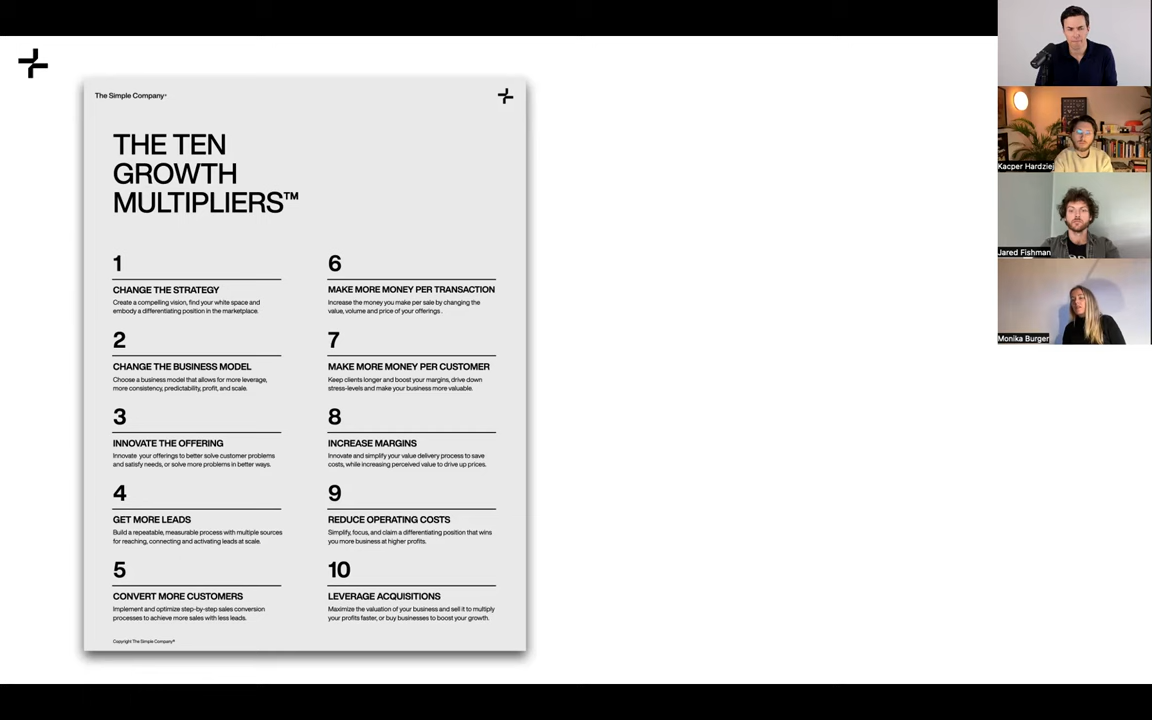 The Simple Company®
THE TEN
GROWTH
MULTIPLIERS™
1
CHANGE THE STRATEGY
Create a compelling vision, find your white space and
embody a differentiating position in the marketplace.
2
CHANGE THE BUSINESS MODEL
Choose a business model that allows for more leverage,
more consistency, predictability, profit, and scale.
3
INNOVATE THE OFFERING
Innovate your offerings to better solve customer problems
and satisfy needs, or solve more problems in better ways.
4
GET MORE LEADS
Build a repeatable, measurable process with multiple sources
for reaching, connecting and activating leads at scale.
5
CONVERT MORE CUSTOMERS
Implement and optimize step-by-step sales conversion
processes to achieve more sales with less leads.
6
MAKE MORE MONEY PER TRANSACTION
Increase the money you make per sale by changing the
value, volume and price of your offerings .
7
MAKE MORE MONEY PER CUSTOMER
Keep clients longer and boost your margins, drive down
stress-levels and make your business more valuable.
8
INCREASE MARGINS
Innovate and simplify your value delivery process to save
costs, while increasing perceived value to drive up prices.
9
REDUCE OPERATING COSTS
Simplify, focus, and claim a differentiating position that wins
you more business at higher profits.
10
LEVERAGE ACQUISITIONS
Maximize the valuation of your business and sell it to multiply
your profits faster, or buy businesses to boost your growth.
Copyright The Simple Company®
Kacper Hardziej
Jared Fishman
Monika Burger